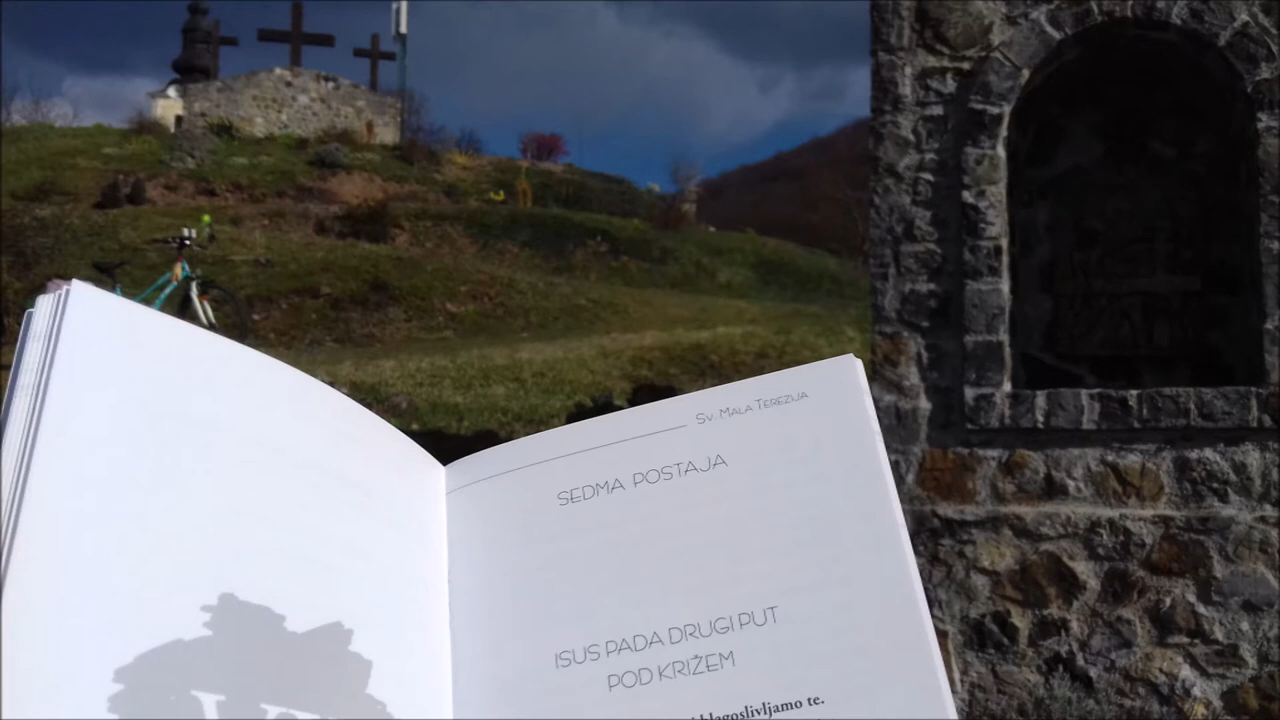 Sv. Mala Terezija
SEDMA POSTAJA
ISUS PADA DRUGI PUT
POD KRIŽEM
blagoslivljamo te.